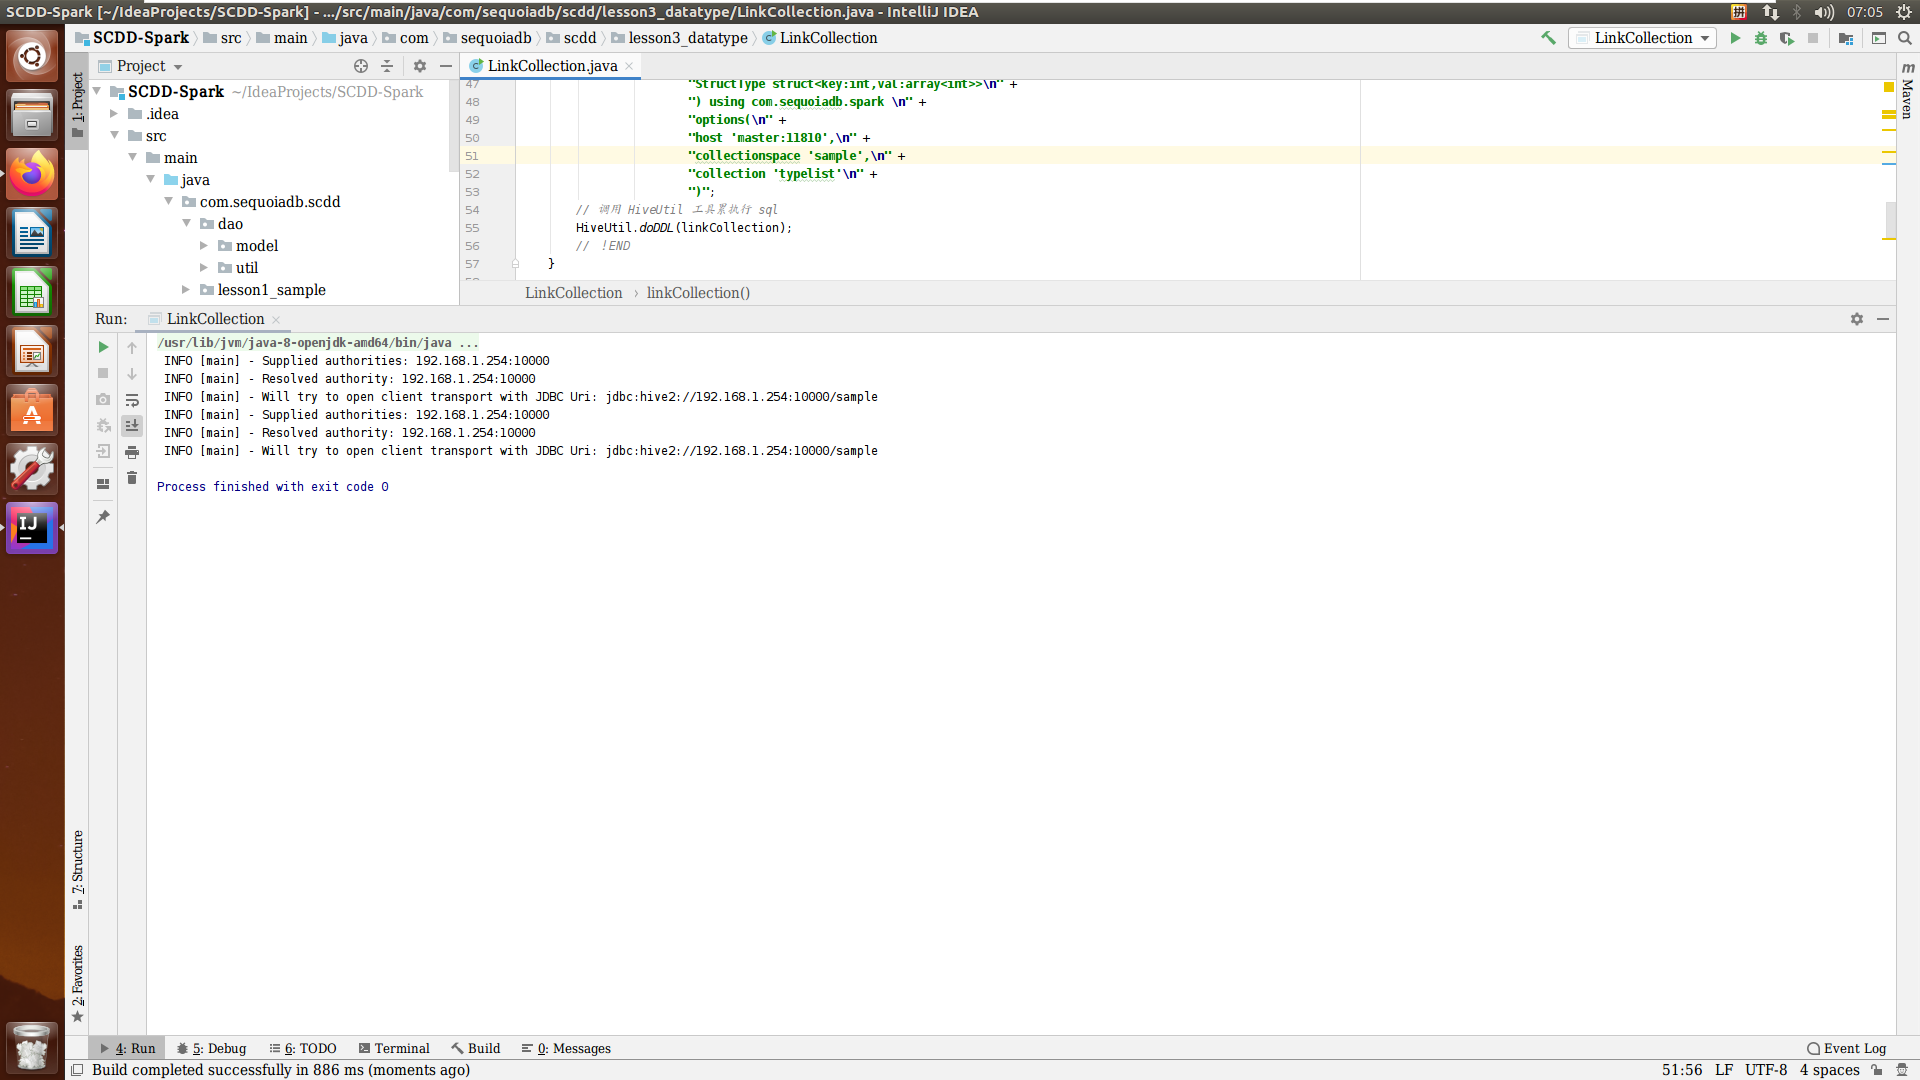 SCDD-Spark [~/IdeaProjects/SCDD-Spark] - .../src/main/java/com/sequoiadb/scdd/lesson3_datatype/LinkCollection.java - IntelliJ IDEA
拼
07:05
SCDD-Spark
src
main
java
com
sequoiadb
scdd
lesson3_datatype
LinkCollection
LinkCollection
Project
LinkCollection.java
1: Project
SCDD-Spark ~/IdeaProjects/SCDD-Spark
.idea
src
main
java
com.sequoiadb.scdd
dao
model
util
lesson1_sample
47 "StructType struct<key:int,val:array<int>>\n" +
48 ") using com.sequoiadb.spark \n" +
49 "options(\n" +
50 "host 'master:11810',\n" +
51 "collectionspace 'sample',\n" +
52 "collection 'typelist'\n" +
53 ")";
54 // 调用 HiveUtil 工具累执行 sql
55 HiveUtil.doDDL(linkCollection);
56 // ！END
57 }
LinkCollection › linkCollection()
m Maven
Run: LinkCollection
/usr/lib/jvm/java-8-openjdk-amd64/bin/java ...
INFO [main] - Supplied authorities: 192.168.1.254:10000
INFO [main] - Resolved authority: 192.168.1.254:10000
INFO [main] - Will try to open client transport with JDBC Uri: jdbc:hive2://192.168.1.254:10000/sample
INFO [main] - Supplied authorities: 192.168.1.254:10000
INFO [main] - Resolved authority: 192.168.1.254:10000
INFO [main] - Will try to open client transport with JDBC Uri: jdbc:hive2://192.168.1.254:10000/sample
Process finished with exit code 0
7: Structure
2: Favorites
4: Run
5: Debug
6: TODO
Terminal
Build
0: Messages
Event Log
Build completed successfully in 886 ms (moments ago)
51:56 LF UTF-8 4 spaces